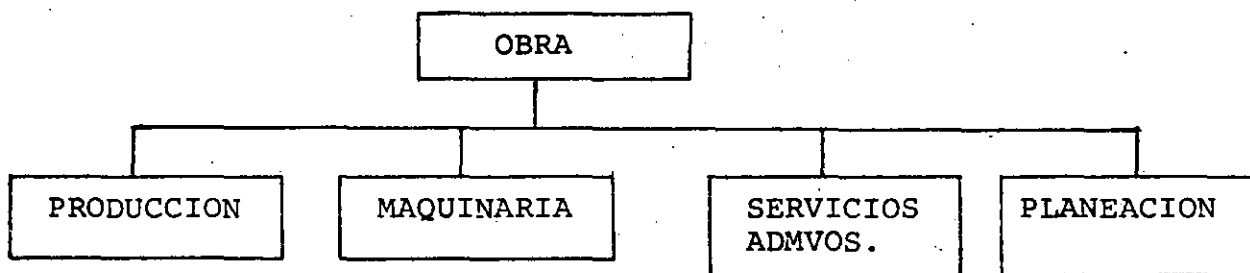 OBRA
PRODUCCION
MAQUINARIA
SERVICIOS
ADMVOS.
PLANEACION